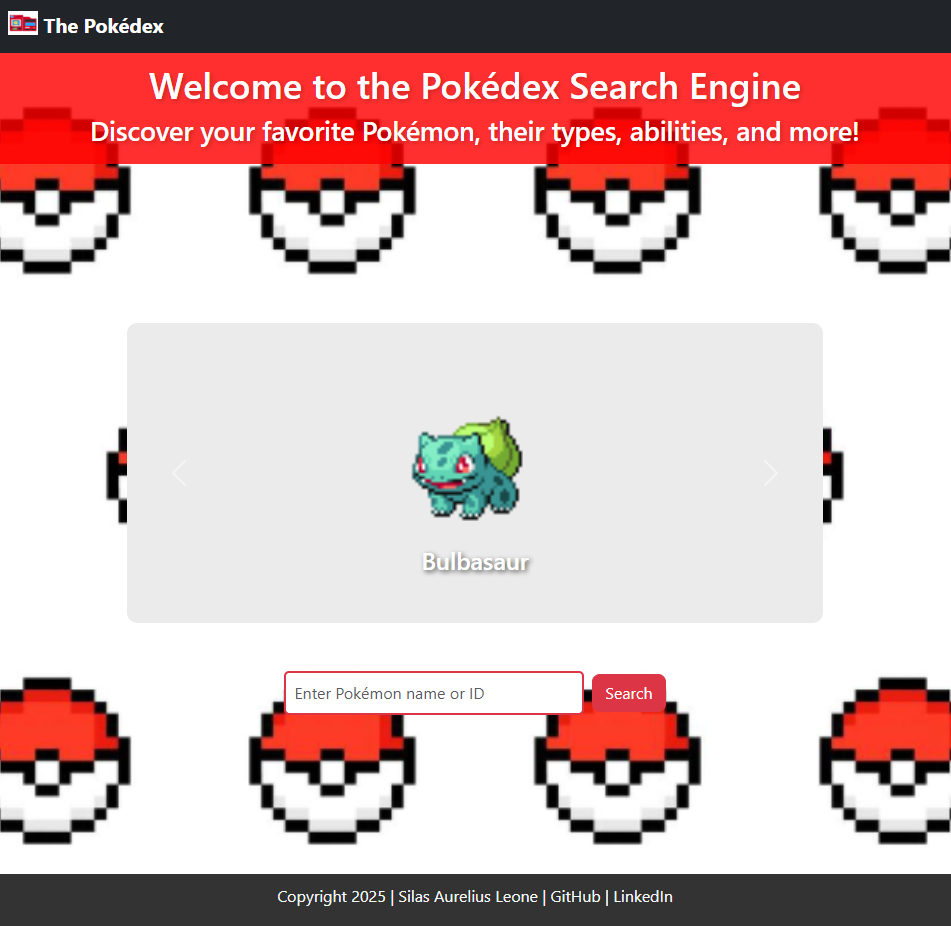 The Pokédex
Welcome to the Pokédex Search Engine
Discover your favorite Pokémon, their types, abilities, and more!
Bulbasaur
Enter Pokémon name or ID
Search
Copyright 2025 | Silas Aurelius Leone | GitHub | LinkedIn